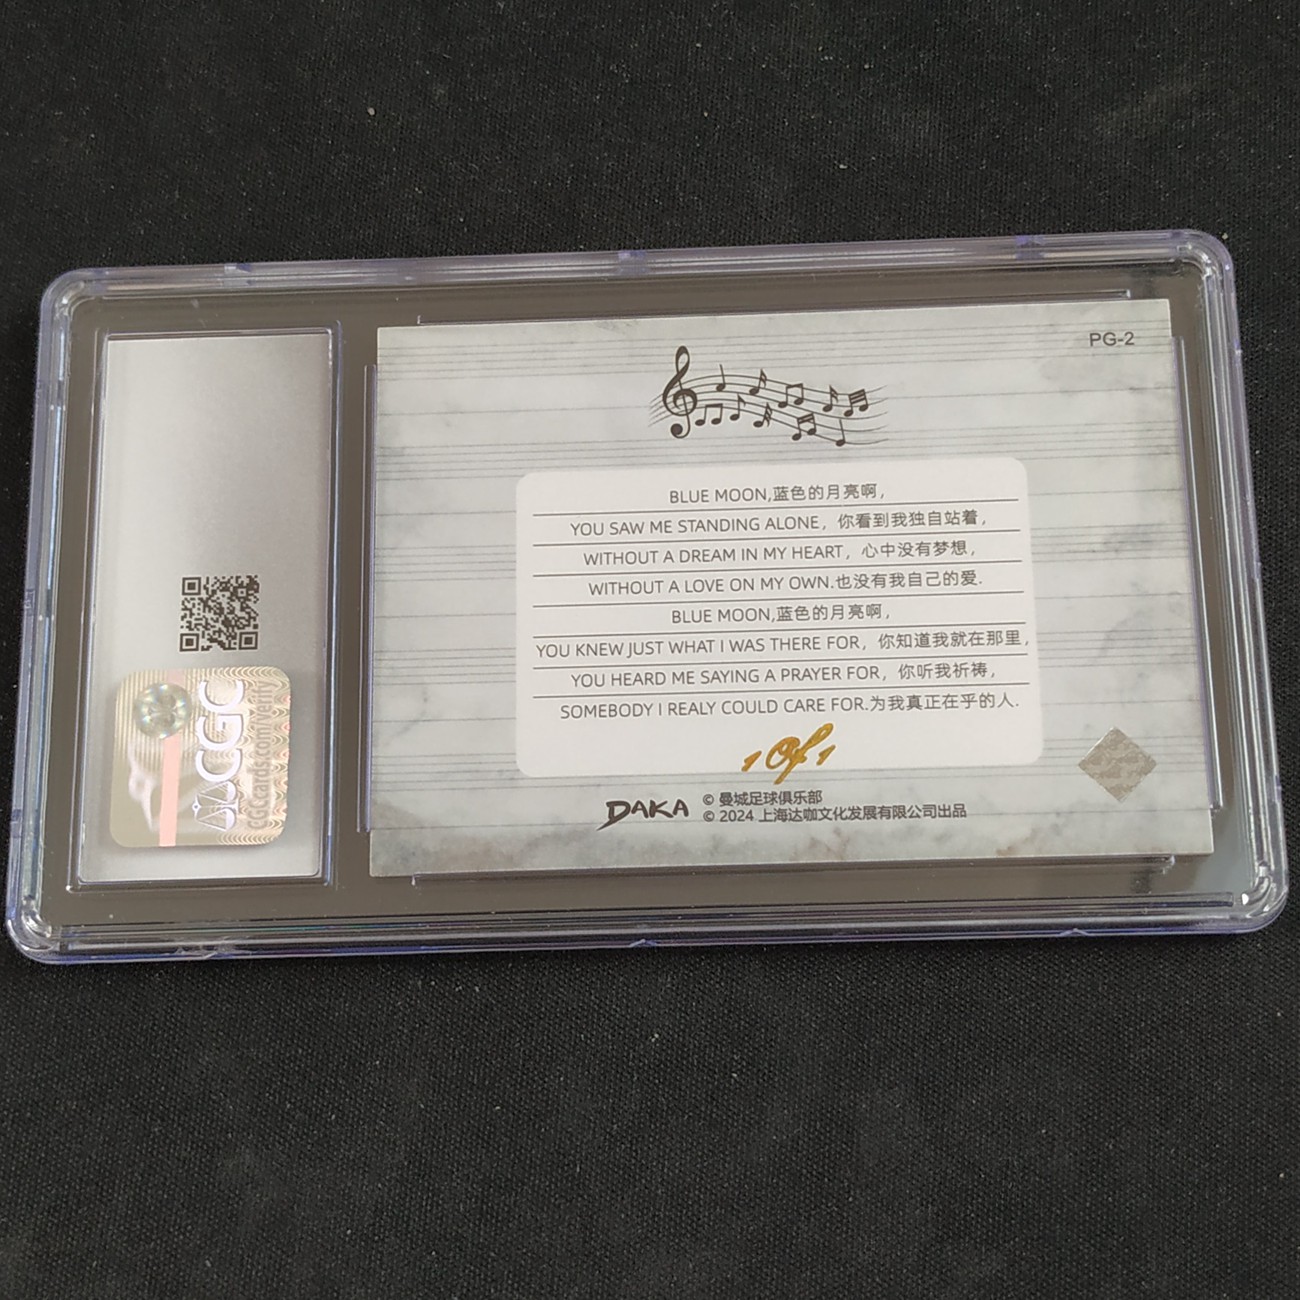 PG-2
BLUE MOON,蓝色的月亮啊,
YOU SAW ME STANDING ALONE, 你看到我独自站着,
WITHOUT A DREAM IN MY HEART, 心中没有梦想,
WITHOUT A LOVE ON MY OWN.也没有我自己的爱.
BLUE MOON,蓝色的月亮啊,
YOU KNEW JUST WHAT I WAS THERE FOR, 你知道我就在那里,
YOU HEARD ME SAYING A PRAYER FOR, 你听我祈祷,
SOMEBODY I REALY COULD CARE FOR.为我真正在乎的人.
1 Of 1
DAKA
© 曼城足球俱乐部
© 2024 上海达咖文化发展有限公司出品
CGC
CGCcards.com/verify